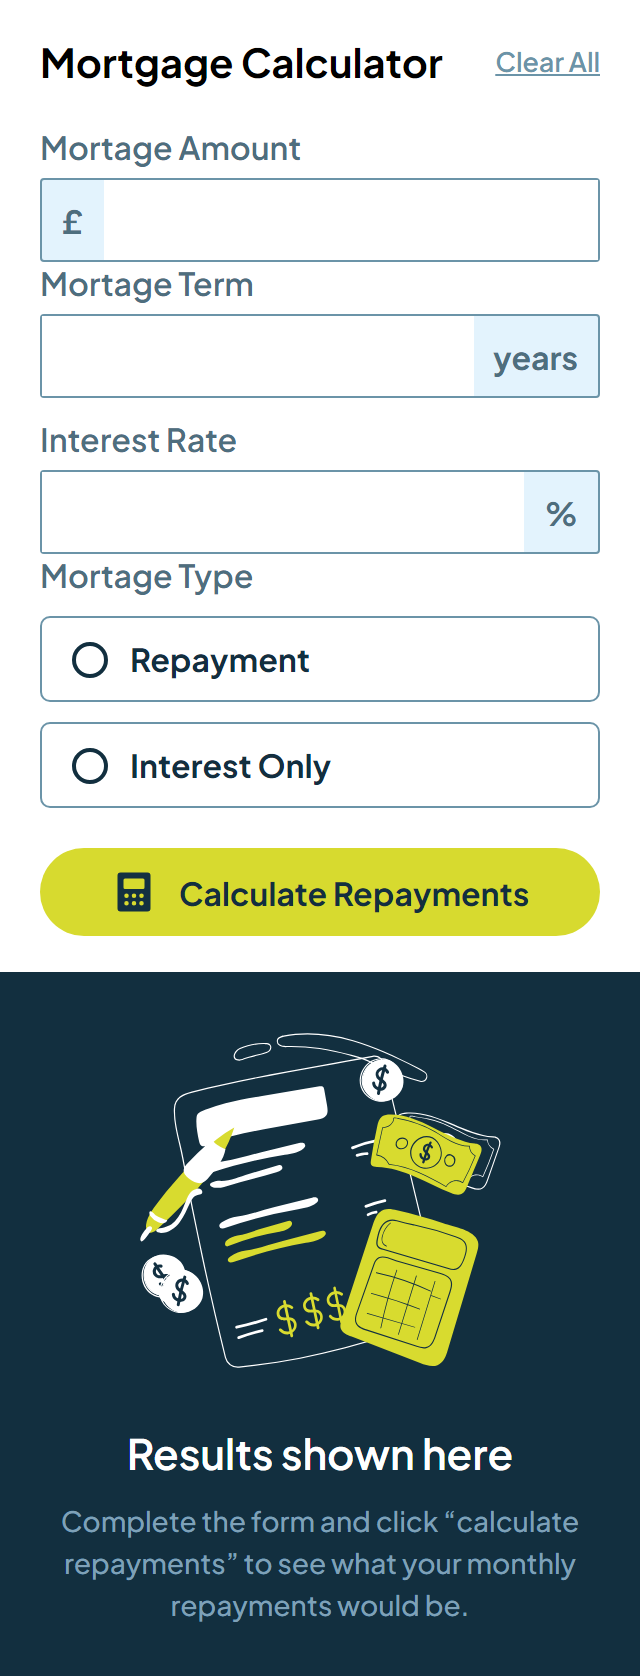 Mortgage Calculator Clear All
Mortage Amount
£
Mortage Term
years
Interest Rate
%
Mortage Type
Repayment
Interest Only
Calculate Repayments
$
$
$ $
$$$
Results shown here
Complete the form and click “calculate
repayments” to see what your monthly
repayments would be.